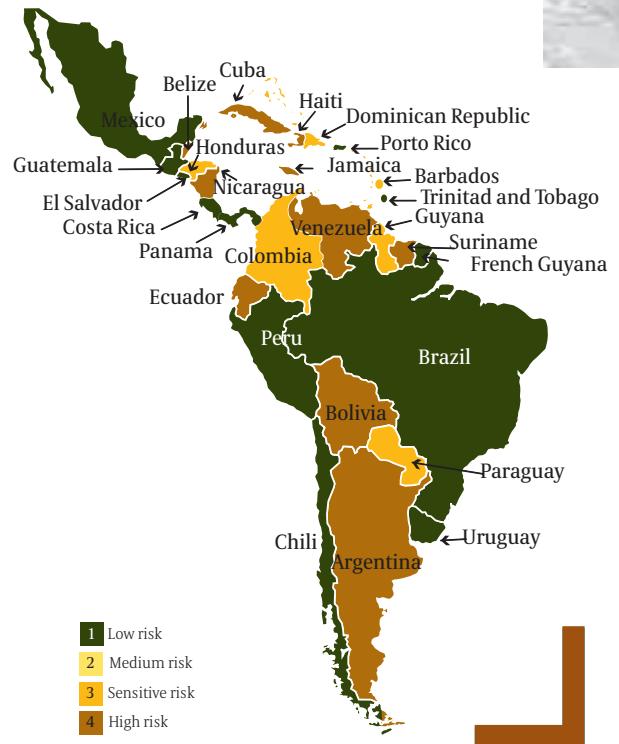 Cuba
Belize
Haiti
Dominican Republic
Mexico
Porto Rico
Honduras
Guatemala
Jamaica
Barbados
Nicaragua
El Salvador
Trinitad and Tobago
Guyana
Costa Rica
Venezuela
Suriname
Panama
Colombia
French Guyana
Ecuador
Peru
Brazil
Bolivia
Paraguay
Uruguay
Chili
Argentina
1 Low risk
2 Medium risk
3 Sensitive risk
4 High risk